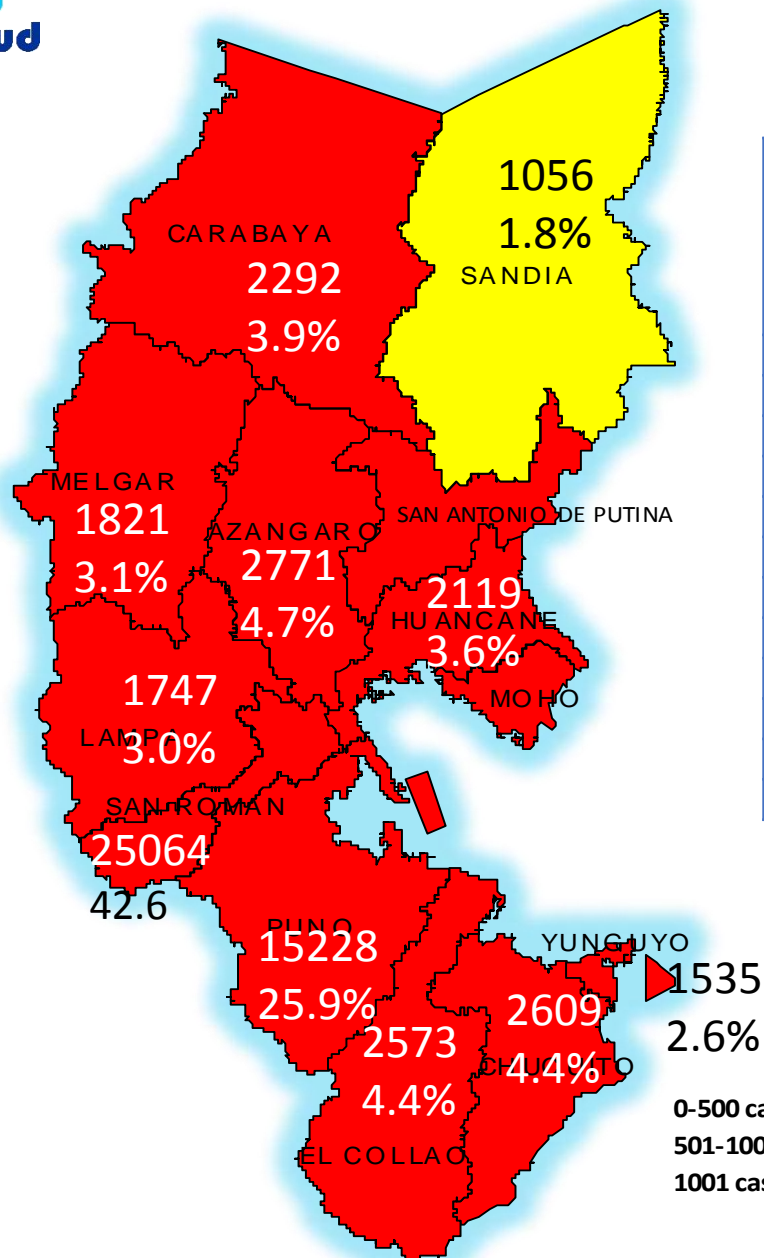 ud
1056
1.8%
SANDIA
CARABAYA
2292
3.9%
MELGAR
1821
3.1%
AZANGARO
2771
4.7%
SAN ANTONIO DE PUTINA
2119
HUANCANE
3.6%
MOHO
1747
LAMPA
3.0%
SAN ROMAN
25064
42.6
PUNO
15228
25.9%
YUNGUYO
1535
2.6%
2609
CHUCUITO
4.4%
2573
4.4%
EL COLLAO
0-500 ca
501-100
1001 cas